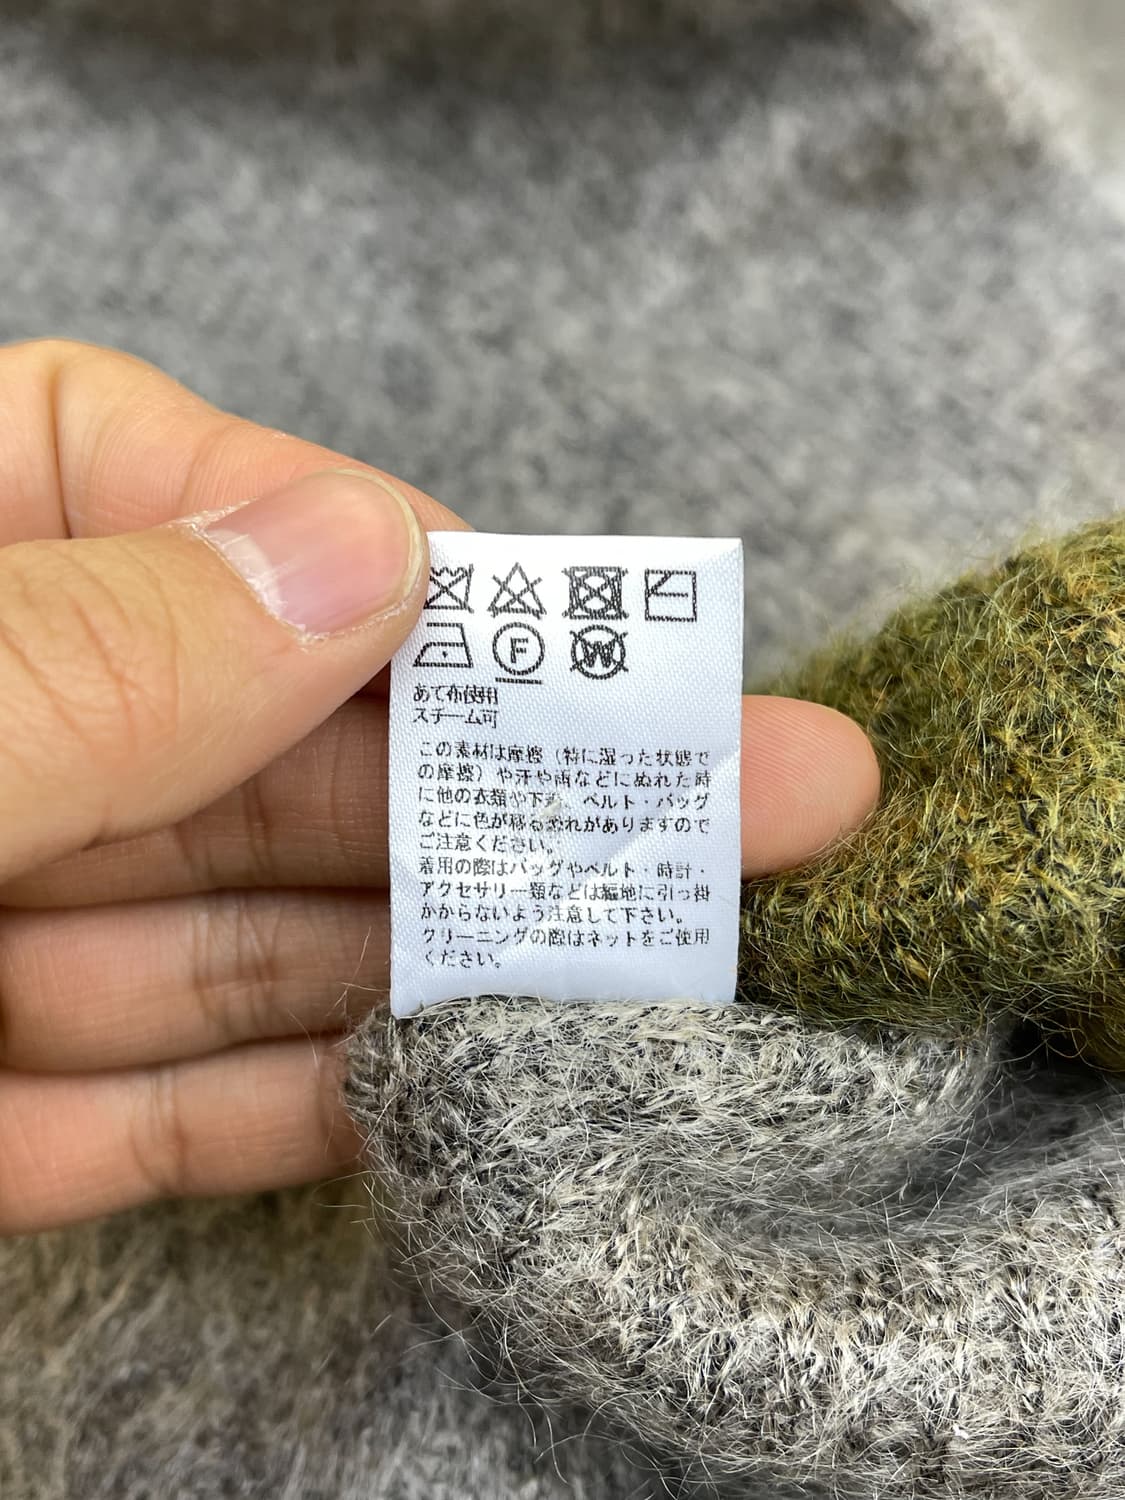 F W
あて布使用
スチーム可
この素材は摩擦（特に湿った状態で
の摩擦）や汗や雨などにぬれた時
に他の衣類や下着、ベルト・バッグ
などに色が移る恐れがありますので
ご注意ください。
着用の際はバッグやベルト・時計・
アクセサリー類などは編地に引っ掛
かからないよう注意して下さい。
クリーニングの際はネットをご使用
ください。